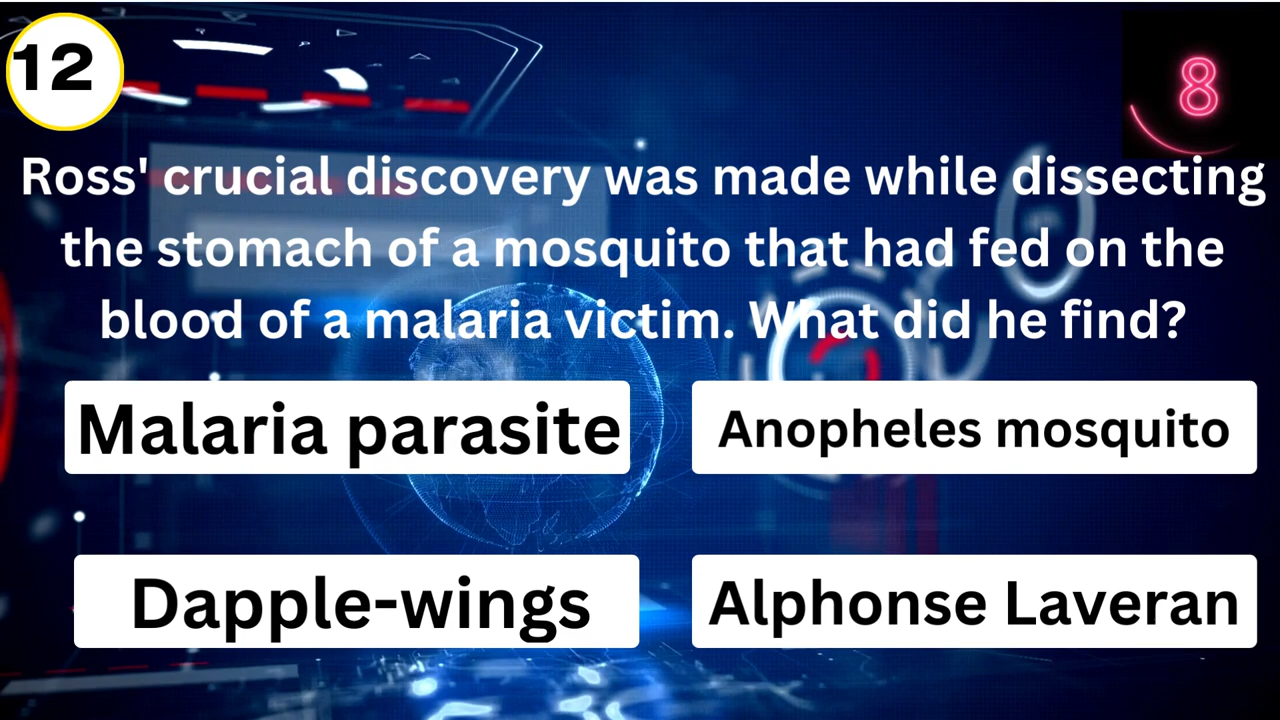 12
8
Ross' crucial discovery was made while dissecting
the stomach of a mosquito that had fed on the
blood of a malaria victim. What did he find?
Malaria parasite
Anopheles mosquito
Dapple-wings
Alphonse Laveran